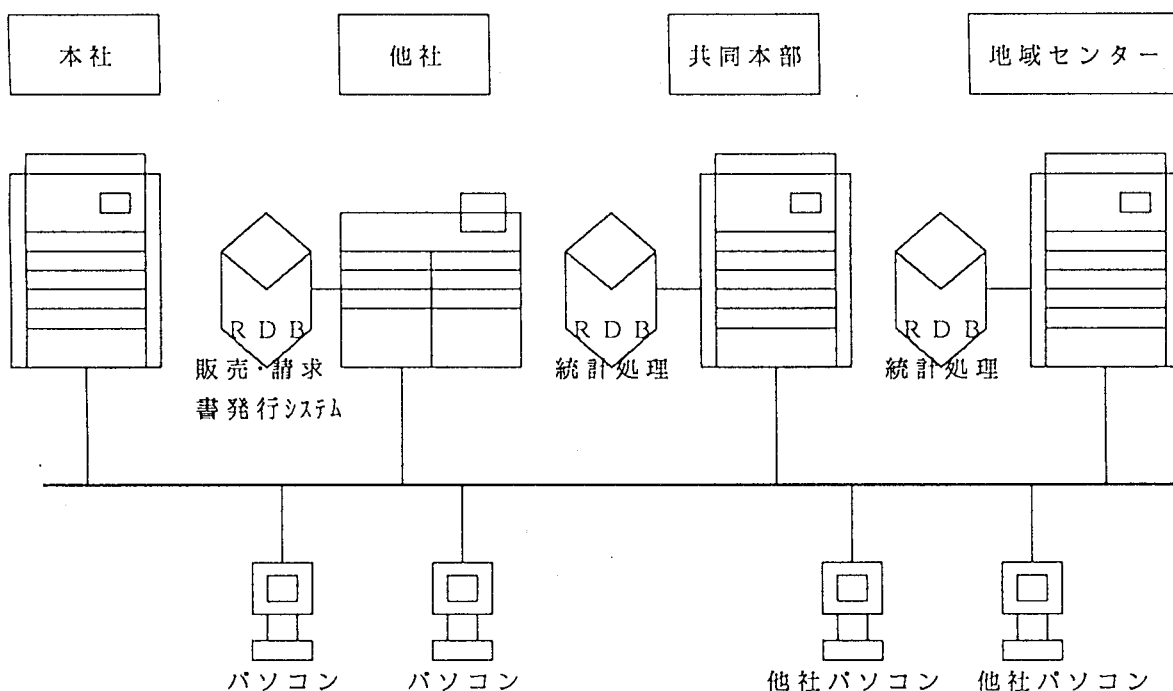 本社
他社
共同本部
地域センター
RDB
販売・請求
書発行システム
RDB
統計処理
RDB
統計処理
パソコン
パソコン
他社パソコン
他社パソコン